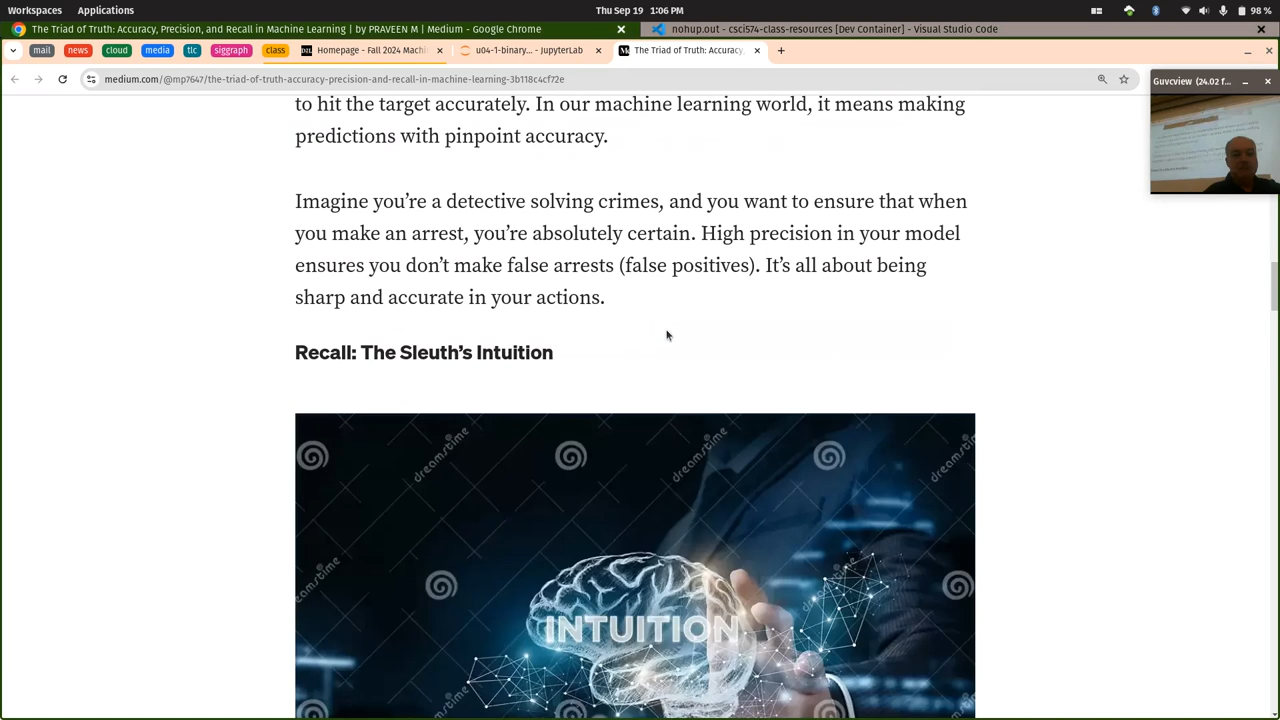 Workspaces Applications Thu Sep 19 1:06 PM 98 %
The Triad of Truth: Accuracy, Precision, and Recall in Machine Learning | by PRAVEEN M | Medium - Google Chrome nohup.out - csci574-class-resources [Dev Container] - Visual Studio Code
mail news cloud media tlc siggraph class Homepage - Fall 2024 Machi u04-1-binary... - JupyterLab The Triad of Truth: Accuracy,
medium.com/@mp7647/the-triad-of-truth-accuracy-precision-and-recall-in-machine-learning-3b118c4cf72e
Guvcview (24.02 f...
to hit the target accurately. In our machine learning world, it means making
predictions with pinpoint accuracy.
Imagine you’re a detective solving crimes, and you want to ensure that when
you make an arrest, you’re absolutely certain. High precision in your model
ensures you don’t make false arrests (false positives). It’s all about being
sharp and accurate in your actions.
Recall: The Sleuth’s Intuition
dreamstime dreamstime
dreamstime
INTUITION
dreamstime